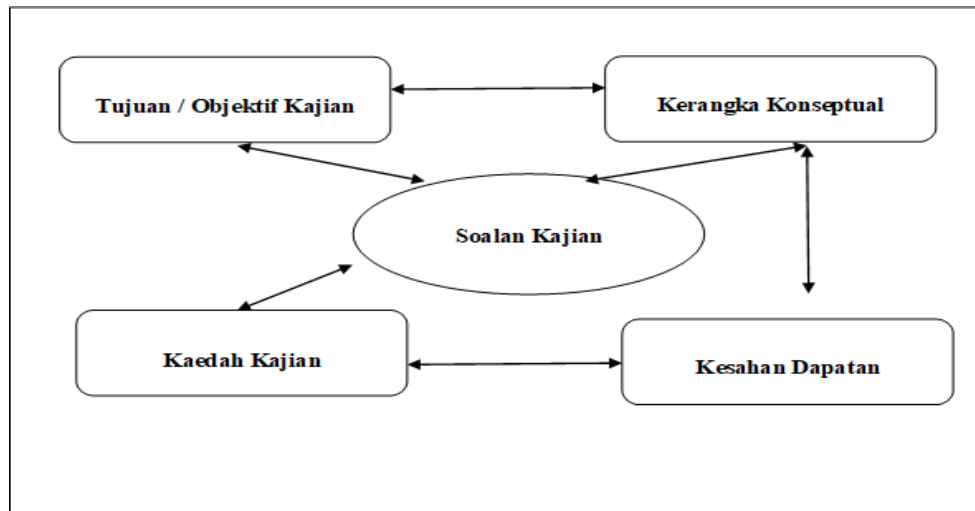 Tujuan / Objektif Kajian
Kerangka Konseptual
Soalan Kajian
Kaedah Kajian
Kesahan Dapatan